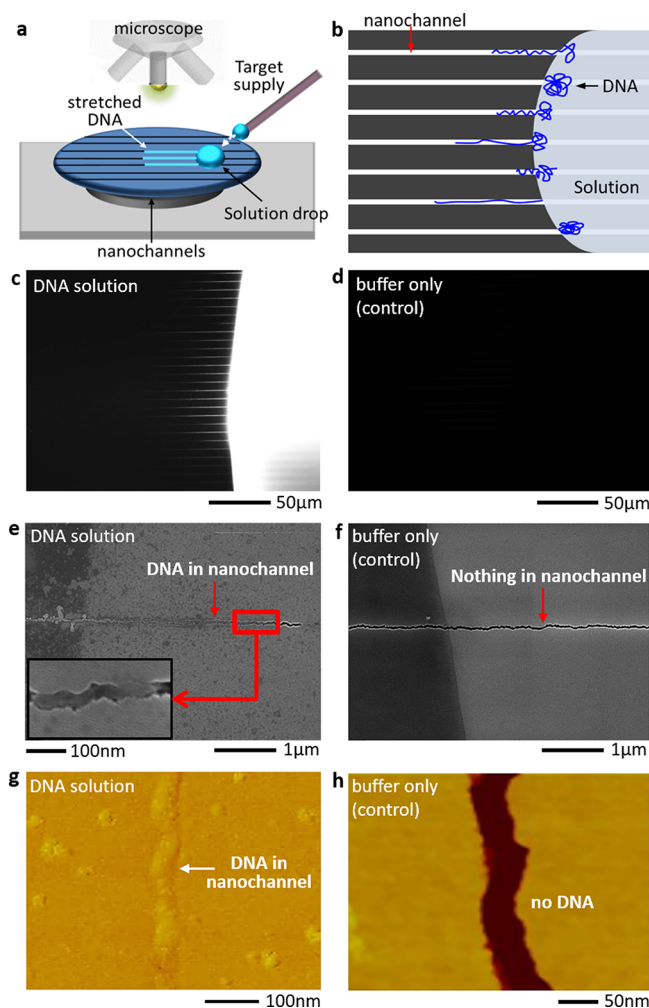 a
microscope
Target
supply
stretched
DNA
Solution drop
nanochannels
b
nanochannel
DNA
Solution
c
DNA solution
50μm
d
buffer only
(control)
50μm
e
DNA solution
DNA in nanochannel
100nm
1μm
f
buffer only
(control)
Nothing in nanochannel
1μm
g
DNA solution
DNA in
nanochannel
100nm
h
buffer only
(control)
no DNA
50nm